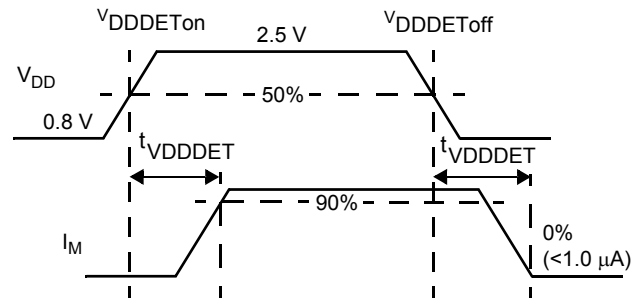 VDDDETon
VDDDEToff
2.5 V
VDD
50%
0.8 V
tVDDDET
tVDDDET
90%
IM
0%
(<1.0 μA)